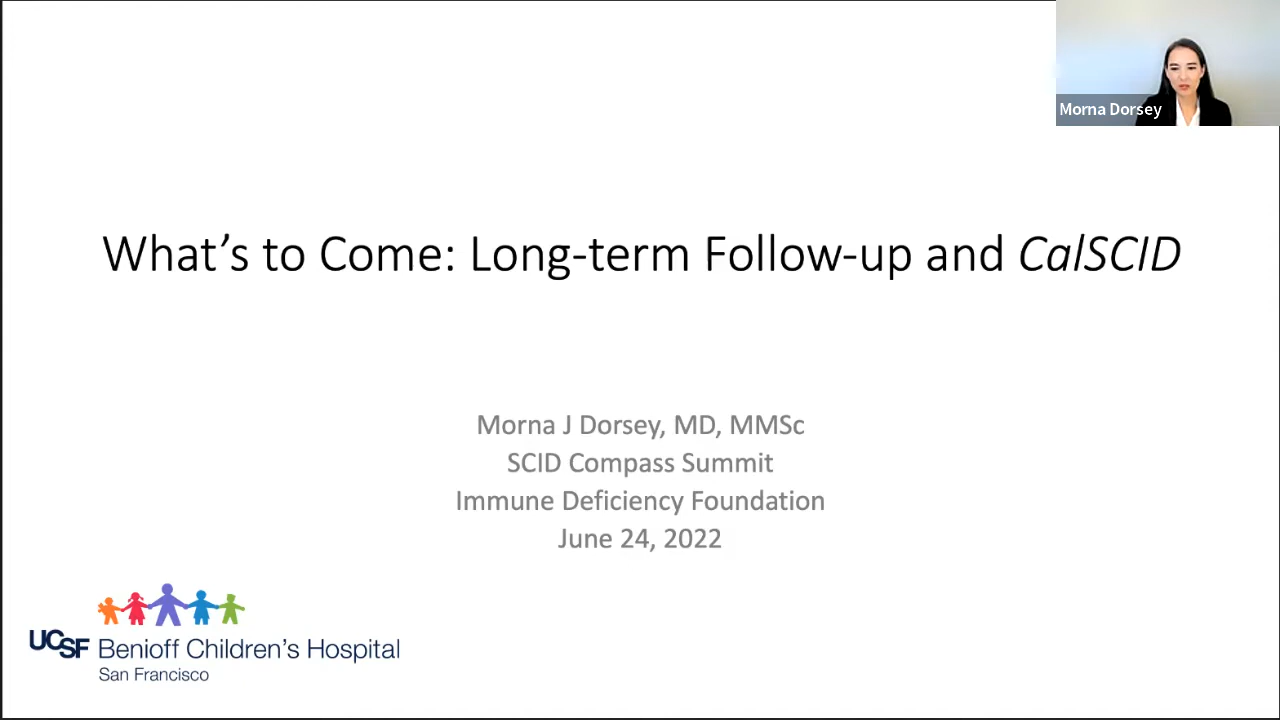 Morna Dorsey
What's to Come: Long-term Follow-up and CalSCID
Morna J Dorsey, MD, MMSc
SCID Compass Summit
Immune Deficiency Foundation
June 24, 2022
UCSF Benioff Children's Hospital
San Francisco